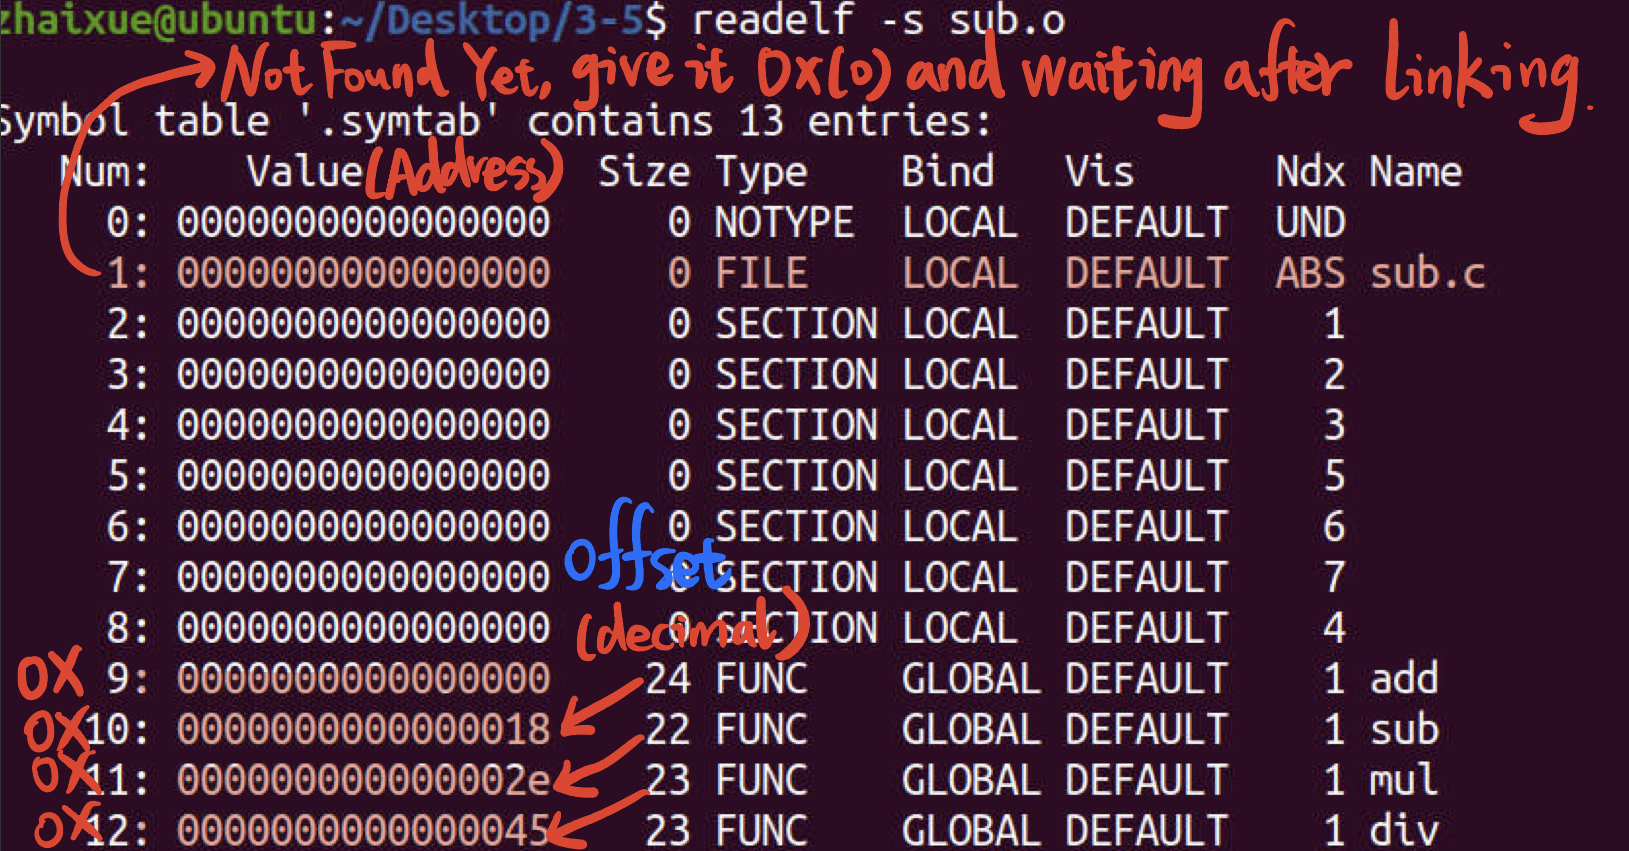 zhaixue@ubuntu:~/Desktop/3-5$ readelf -s sub.o
Not Found Yet, give it 0x(0) and waiting after linking.
Symbol table '.symtab' contains 13 entries:
Num: Value (Address) Size Type Bind Vis Ndx Name
0: 0000000000000000 0 NOTYPE LOCAL DEFAULT UND
1: 0000000000000000 0 FILE LOCAL DEFAULT ABS sub.c
2: 0000000000000000 0 SECTION LOCAL DEFAULT 1
3: 0000000000000000 0 SECTION LOCAL DEFAULT 2
4: 0000000000000000 0 SECTION LOCAL DEFAULT 3
5: 0000000000000000 0 SECTION LOCAL DEFAULT 5
6: 0000000000000000 0 SECTION LOCAL DEFAULT 6
offset
7: 0000000000000000 0 SECTION LOCAL DEFAULT 7
(decimal)
8: 0000000000000000 0 SECTION LOCAL DEFAULT 4
0X 9: 0000000000000000 24 FUNC GLOBAL DEFAULT 1 add
0X 10: 0000000000000018 22 FUNC GLOBAL DEFAULT 1 sub
0X 11: 000000000000002e 23 FUNC GLOBAL DEFAULT 1 mul
0X 12: 0000000000000045 23 FUNC GLOBAL DEFAULT 1 div